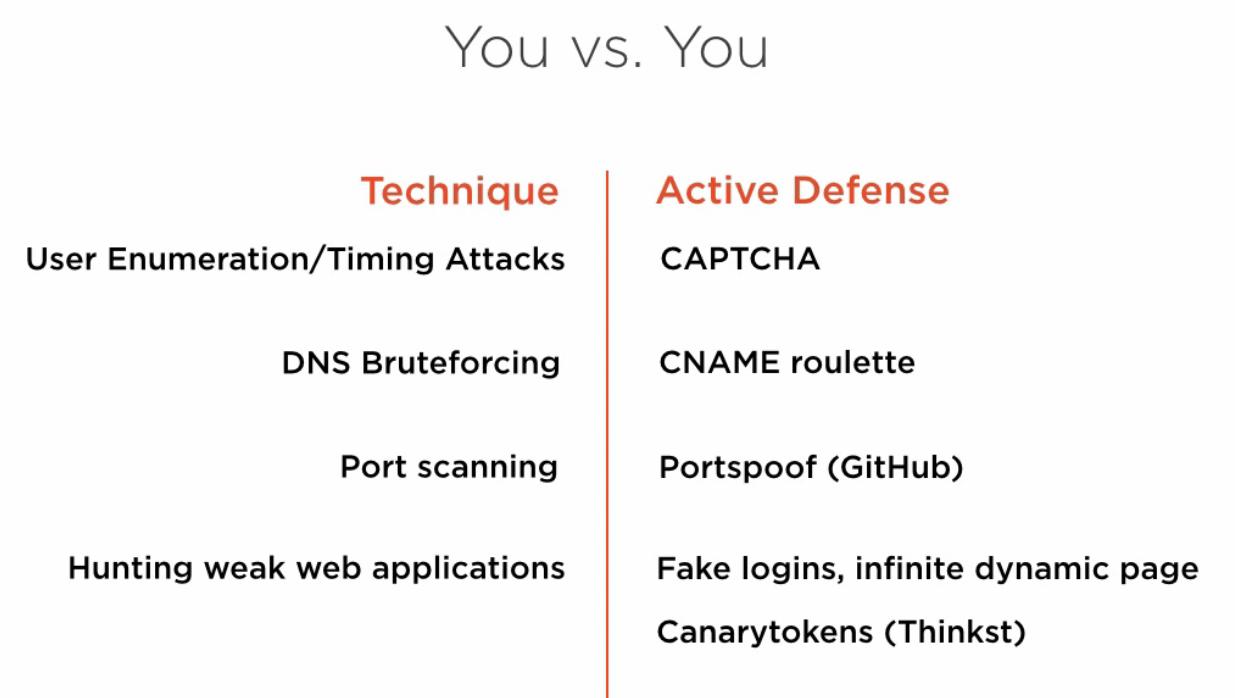 You vs. You
Technique
Active Defense
User Enumeration/Timing Attacks
CAPTCHA
DNS Bruteforcing
CNAME roulette
Port scanning
Portspoof (GitHub)
Hunting weak web applications
Fake logins, infinite dynamic page
Canarytokens (Thinkst)